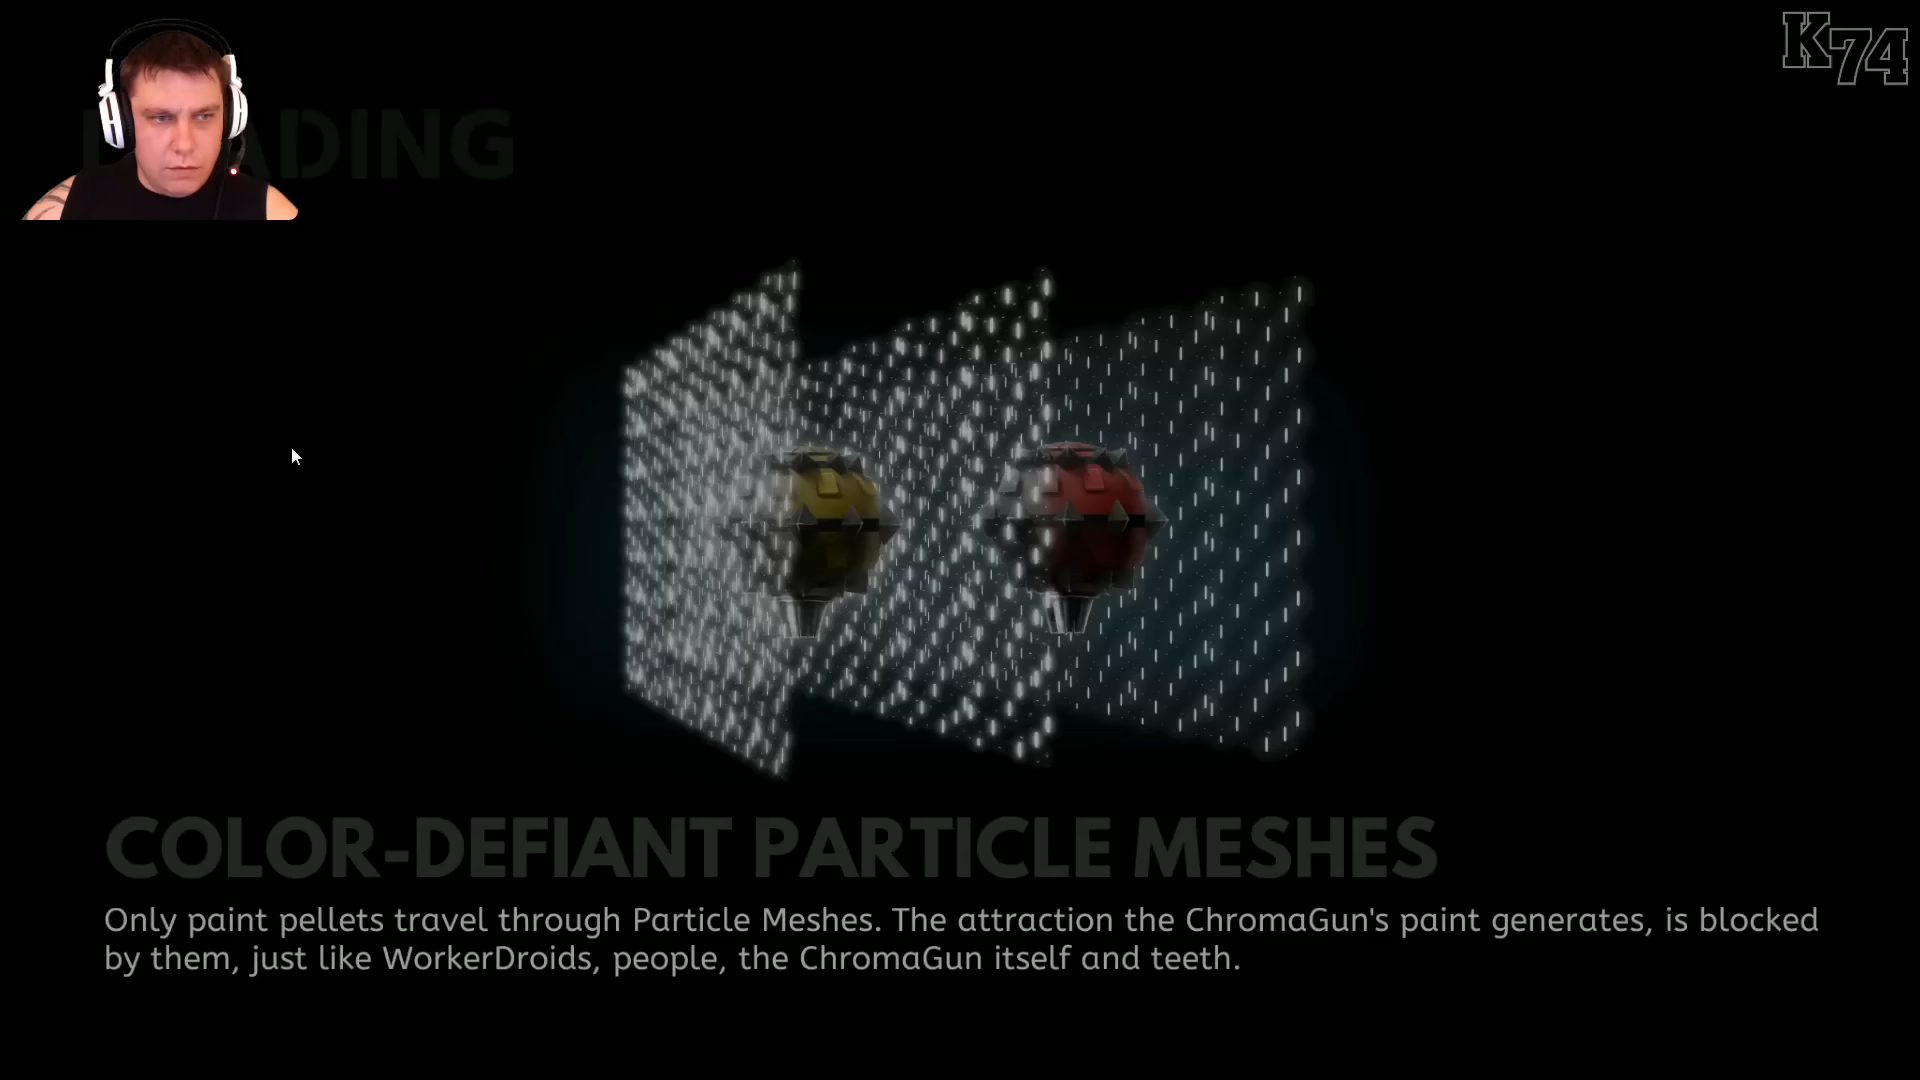 K74
LOADING
COLOR-DEFIANT PARTICLE MESHES
Only paint pellets travel through Particle Meshes. The attraction the ChromaGun's paint generates, is blocked
by them, just like WorkerDroids, people, the ChromaGun itself and teeth.